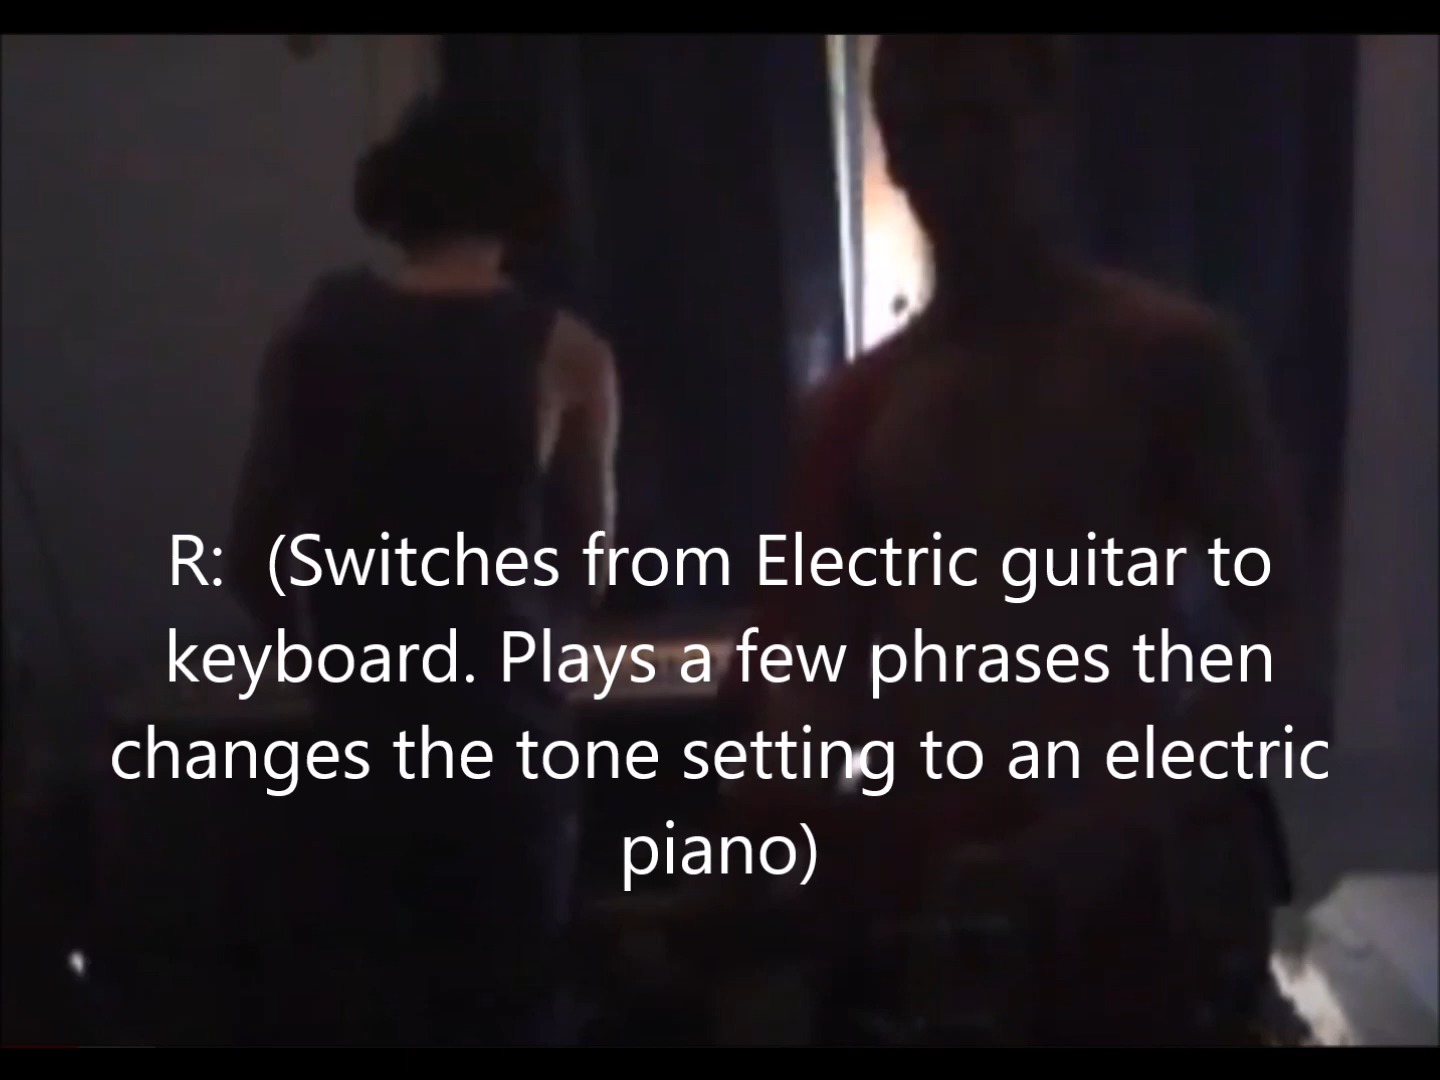 R:  (Switches from Electric guitar to
keyboard. Plays a few phrases then
changes the tone setting to an electric
piano)